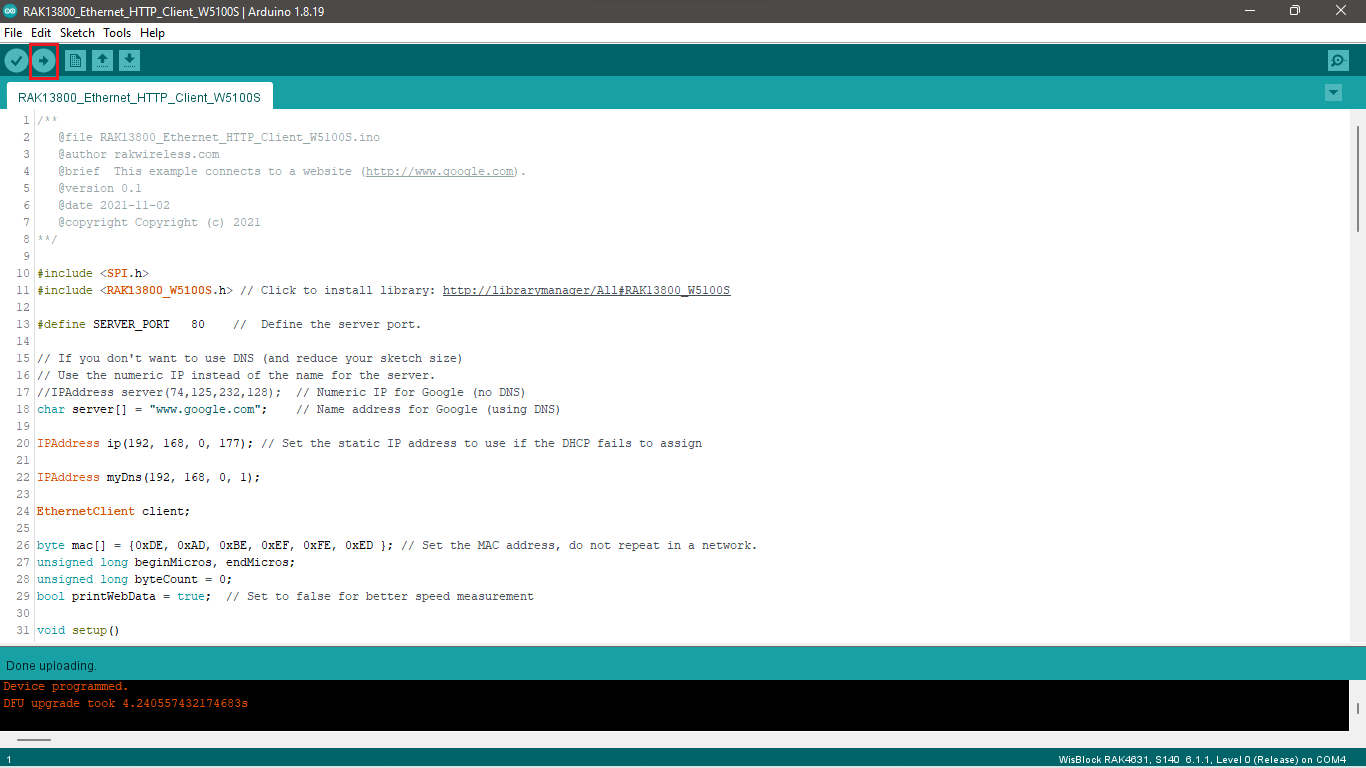 RAK13800_Ethernet_HTTP_Client_W5100S | Arduino 1.8.19
File Edit Sketch Tools Help
RAK13800_Ethernet_HTTP_Client_W5100S
1 /**
2 @file RAK13800_Ethernet_HTTP_Client_W5100S.ino
3 @author rakwireless.com
4 @brief This example connects to a website (http://www.google.com).
5 @version 0.1
6 @date 2021-11-02
7 @copyright Copyright (c) 2021
8 **/
9
10 #include <SPI.h>
11 #include <RAK13800_W5100S.h> // Click to install library: http://librarymanager/All#RAK13800_W5100S
12
13 #define SERVER_PORT 80 // Define the server port.
14
15 // If you don't want to use DNS (and reduce your sketch size)
16 // Use the numeric IP instead of the name for the server.
17 //IPAddress server(74,125,232,128); // Numeric IP for Google (no DNS)
18 char server[] = "www.google.com"; // Name address for Google (using DNS)
19
20 IPAddress ip(192, 168, 0, 177); // Set the static IP address to use if the DHCP fails to assign
21
22 IPAddress myDns(192, 168, 0, 1);
23
24 EthernetClient client;
25
26 byte mac[] = {0xDE, 0xAD, 0xBE, 0xEF, 0xFE, 0xED }; // Set the MAC address, do not repeat in a network.
27 unsigned long beginMicros, endMicros;
28 unsigned long byteCount = 0;
29 bool printWebData = true; // Set to false for better speed measurement
30
31 void setup()
Done uploading.
Device programmed.
DFU upgrade took 4.240557432174683s
1 WisBlock RAK4631, S140 6.1.1, Level 0 (Release) on COM4